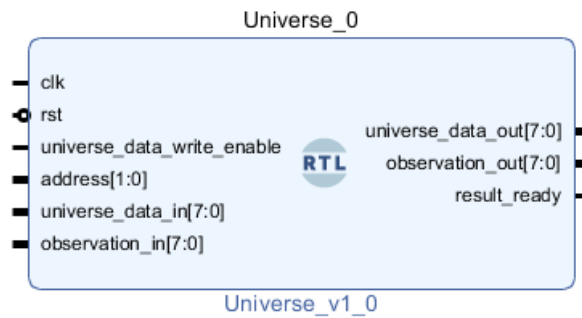 Universe_0
clk
rst
universe_data_write_enable
address[1:0]
universe_data_in[7:0]
observation_in[7:0]
RTL
universe_data_out[7:0]
observation_out[7:0]
result_ready
Universe_v1_0